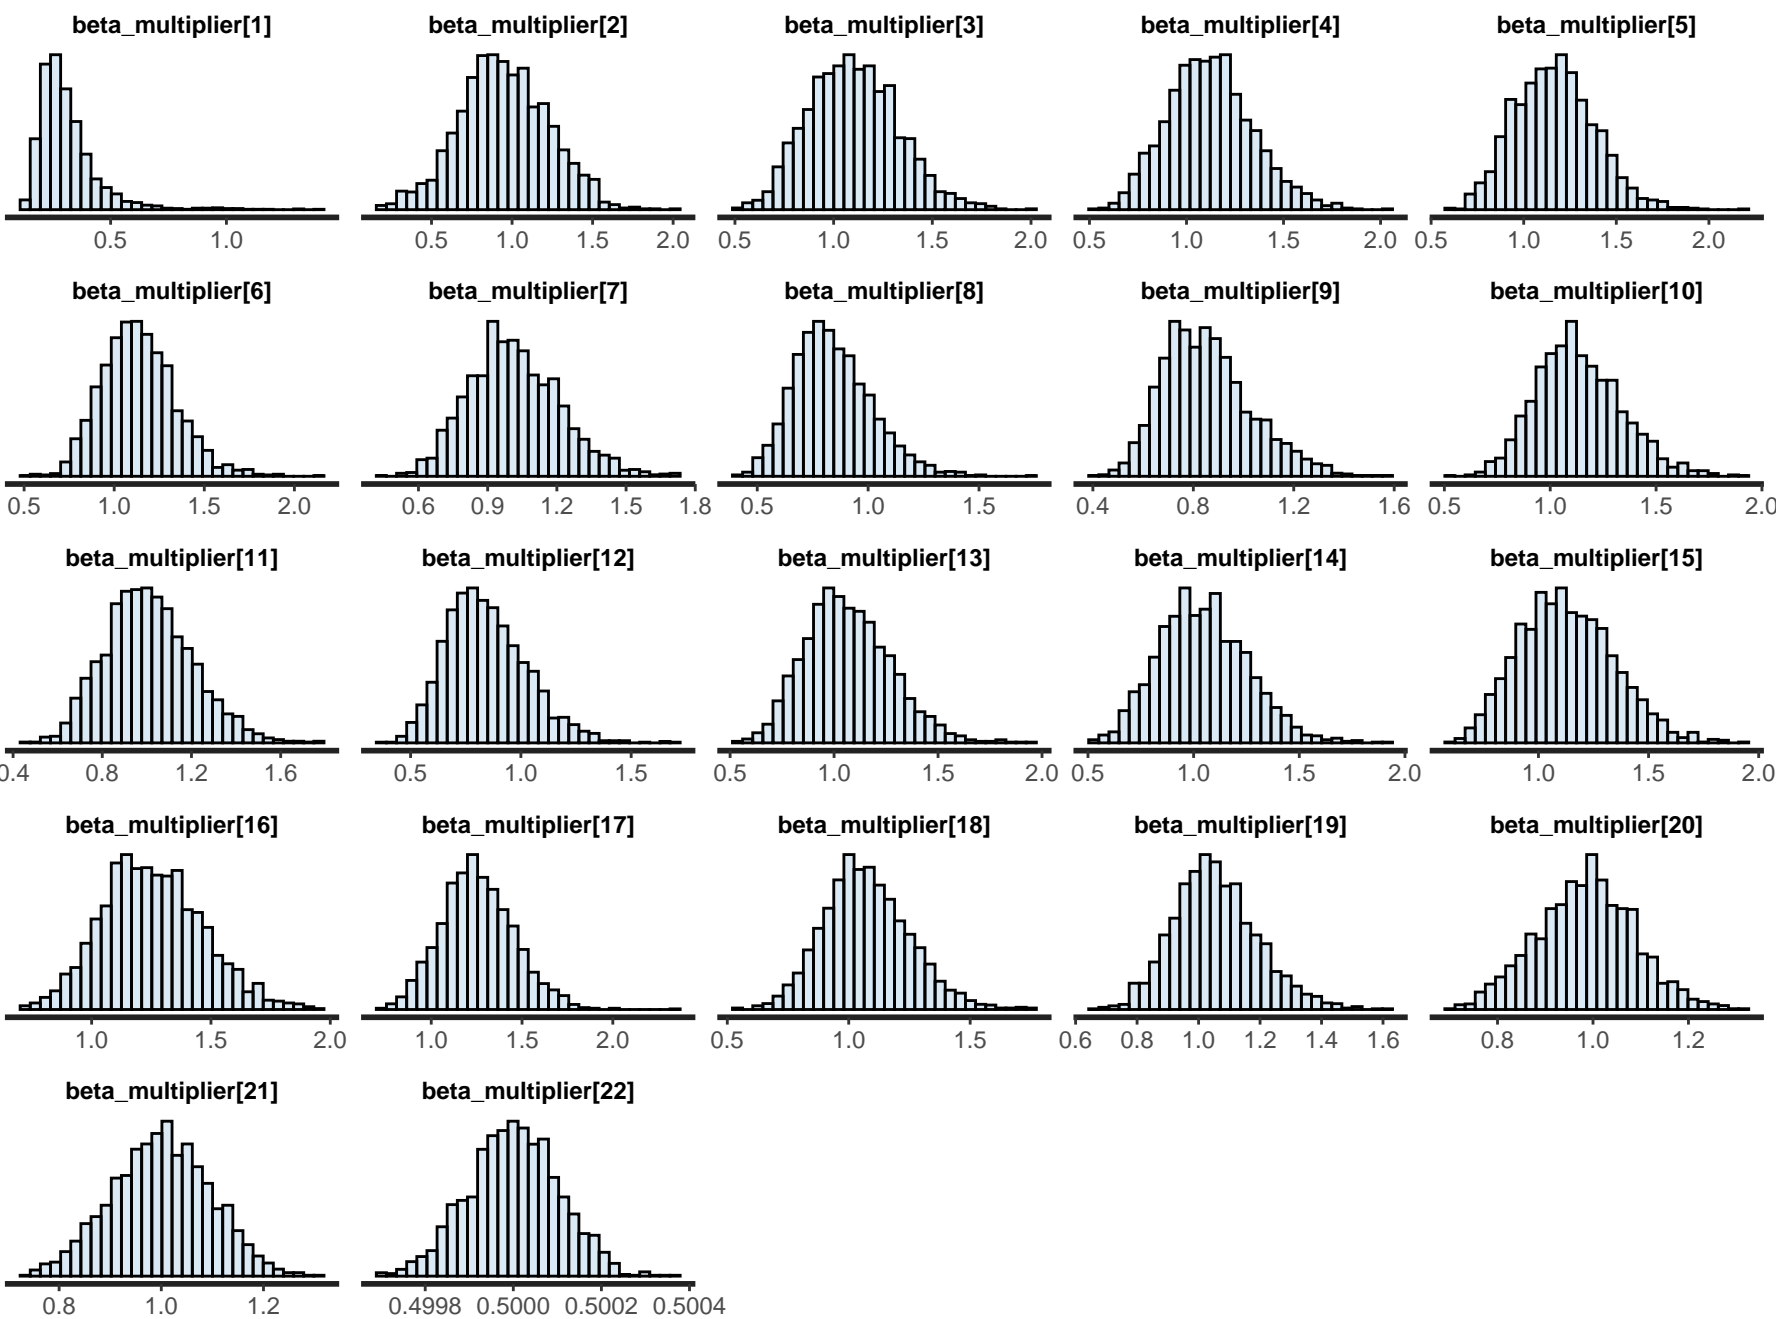 beta_multiplier[1] beta_multiplier[2] beta_multiplier[3] beta_multiplier[4] beta_multiplier[5]
0.5 1.0 0.5 1.0 1.5 2.0 0.5 1.0 1.5 2.0 0.5 1.0 1.5 2.0 0.5 1.0 1.5 2.0
beta_multiplier[6] beta_multiplier[7] beta_multiplier[8] beta_multiplier[9] beta_multiplier[10]
0.5 1.0 1.5 2.0 0.6 0.9 1.2 1.5 1.8 0.5 1.0 1.5 0.4 0.8 1.2 1.6 0.5 1.0 1.5 2.0
beta_multiplier[11] beta_multiplier[12] beta_multiplier[13] beta_multiplier[14] beta_multiplier[15]
0.4 0.8 1.2 1.6 0.5 1.0 1.5 0.5 1.0 1.5 2.0 0.5 1.0 1.5 2.0 1.0 1.5 2.0
beta_multiplier[16] beta_multiplier[17] beta_multiplier[18] beta_multiplier[19] beta_multiplier[20]
1.0 1.5 2.0 1.0 1.5 2.0 0.5 1.0 1.5 0.6 0.8 1.0 1.2 1.4 1.6 0.8 1.0 1.2
beta_multiplier[21] beta_multiplier[22]
0.8 1.0 1.2 0.4998 0.5000 0.5002 0.5004